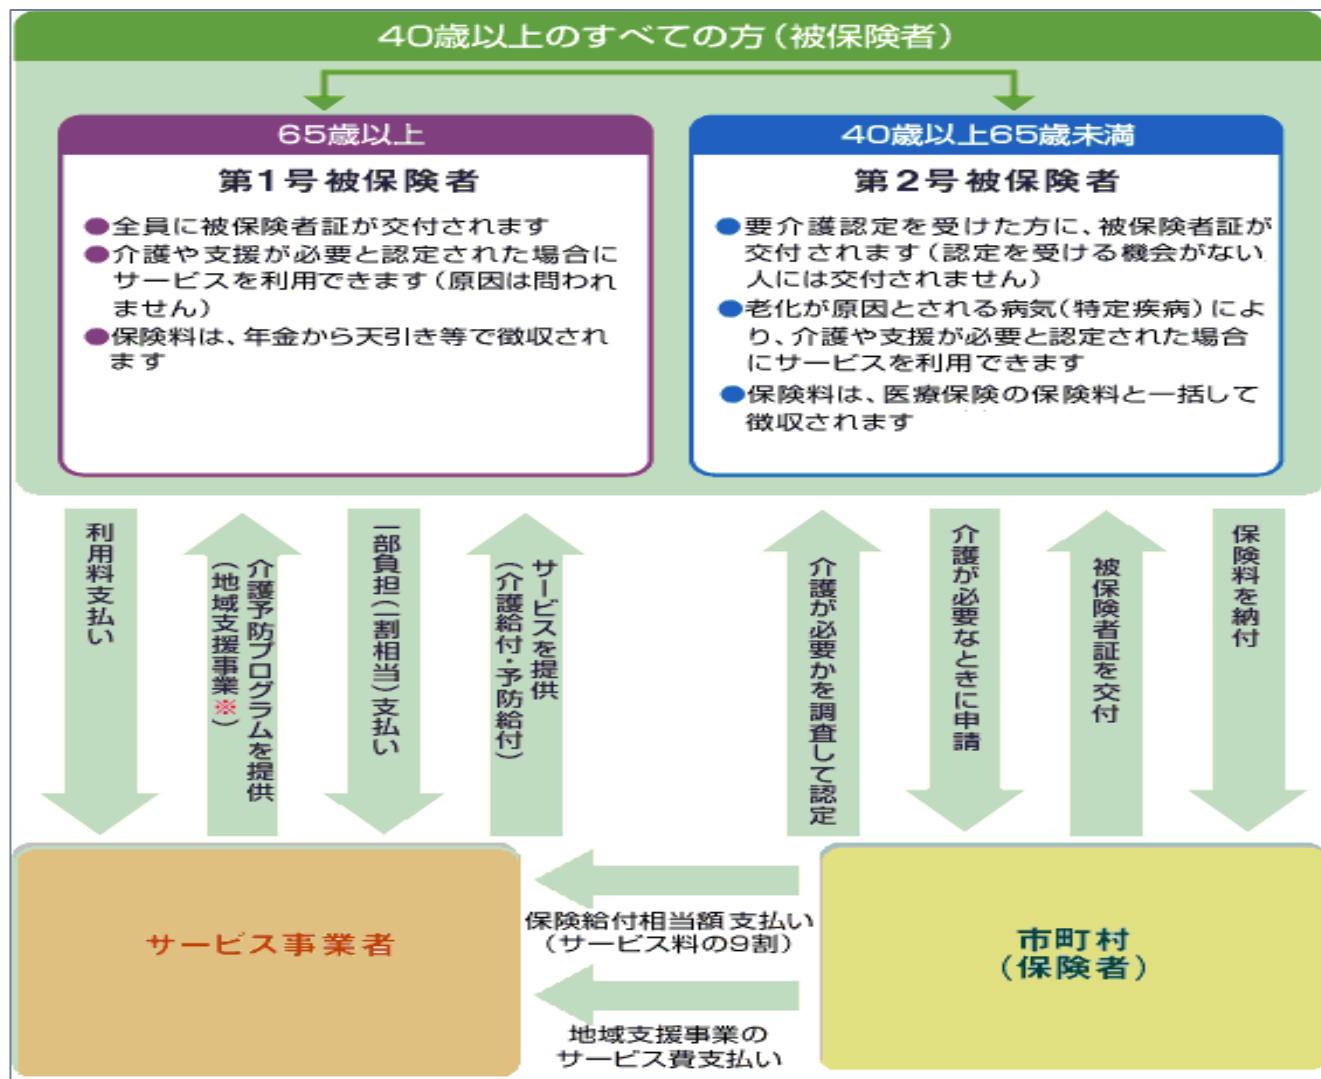 40歳以上のすべての方(被保険者)
65歳以上
第1号被保険者
●全員に被保険者証が交付されます
●介護や支援が必要と認定された場合に
サービスを利用できます(原因は問われ
ません)
●保険料は、年金から天引き等で徴収され
ます
40歳以上65歳未満
第2号被保険者
●要介護認定を受けた方に、被保険者証が
交付されます(認定を受ける機会がない
人には交付されません)
●老化が原因とされる病気(特定疾病)によ
り、介護や支援が必要と認定された場合
にサービスを利用できます
●保険料は、医療保険の保険料と一括して
徴収されます
利用料支払い
介護予防プログラムを提供
(地域支援事業※)
一部負担(一割相当)支払い
サービスを提供
(介護給付・予防給付)
介護が必要かを調査して認定
介護が必要なときに申請
被保険者証を交付
保険料を納付
サービス事業者
保険給付相当額支払い
(サービス料の9割)
地域支援事業の
サービス費支払い
市町村
(保険者)